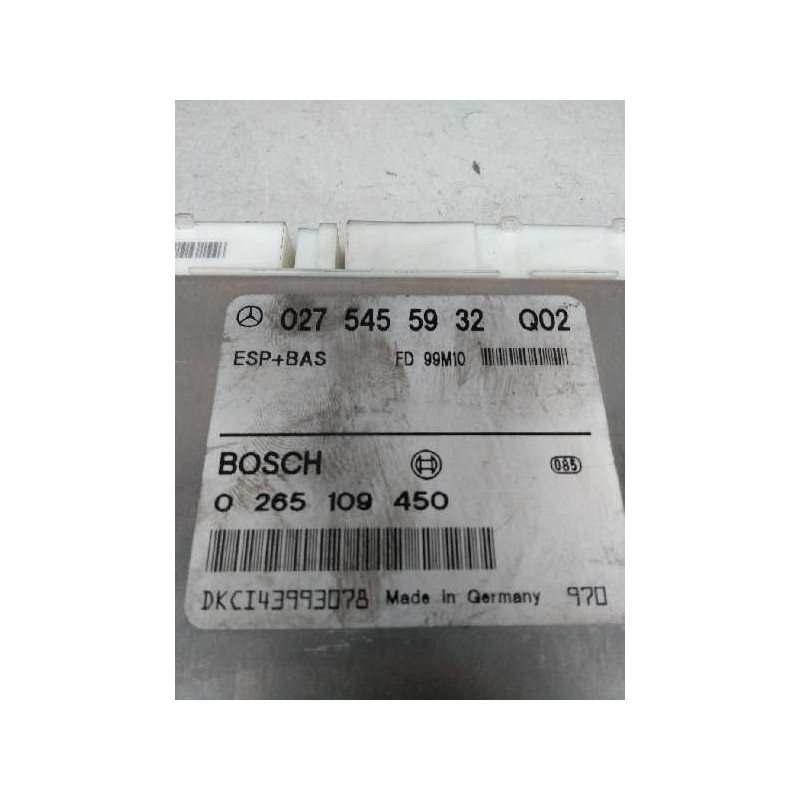 027 545 59 32 Q02
ESP+BAS FD 99M10
BOSCH 085
0 265 109 450
DKCI43993078 Made in Germany 970